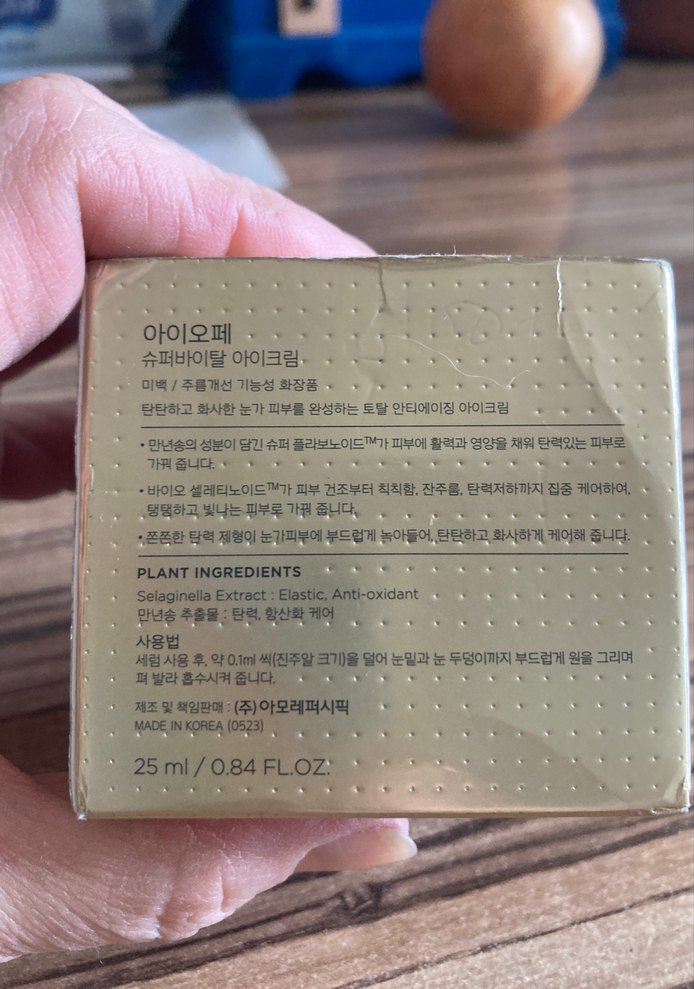 아이오페
슈퍼바이탈 아이크림
미백 / 주름개선 기능성 화장품
탄탄하고 화사한 눈가 피부를 완성하는 토탈 안티에이징 아이크림
• 만년송의 성분이 담긴 슈퍼 플라보노이드™가 피부에 활력과 영양을 채워 탄력있는 피부로
가꿔 줍니다.
• 바이오 셀레티노이드™가 피부 건조부터 칙칙함, 잔주름, 탄력저하까지 집중 케어하여,
탱탱하고 빛나는 피부로 가꿔 줍니다.
• 쫀쫀한 탄력 제형이 눈가피부에 부드럽게 녹아들어, 탄탄하고 화사하게 케어해 줍니다.
PLANT INGREDIENTS
Selaginella Extract : Elastic, Anti-oxidant
만년송 추출물 : 탄력, 항산화 케어
사용법
세럼 사용 후, 약 0.1ml 씩(진주알 크기)을 덜어 눈밑과 눈 두덩이까지 부드럽게 원을 그리며
펴 발라 흡수시켜 줍니다.
제조 및 책임판매 : (주)아모레퍼시픽
MADE IN KOREA (0523)
25 ml / 0.84 FL.OZ.